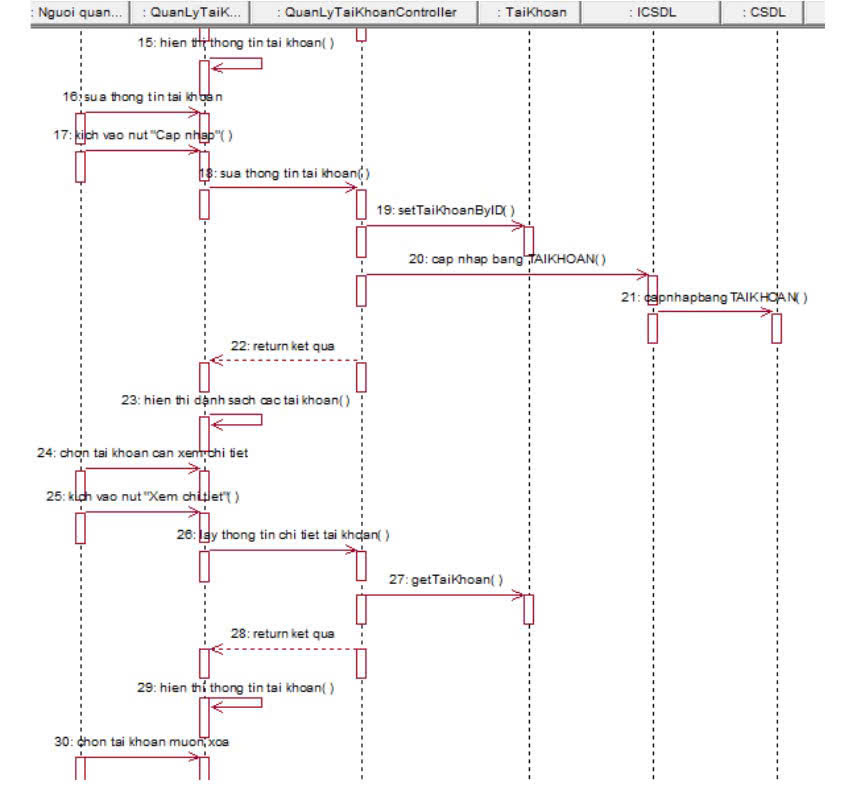 : Nguoi quan...
: QuanLyTaiK...
: QuanLyTaiKhoanController
: TaiKhoan
: ICSDL
: CSDL
15: hien thi thong tin tai khoan( )
16: sua thong tin tai khoan
17: kich vao nut "Cap nhap"( )
18: sua thong tin tai khoan( )
19: setTaiKhoanByID( )
20: cap nhap bang TAIKHOAN( )
21: capnhapbang TAIKHOAN( )
22: return ket qua
23: hien thi danh sach cac tai khoan( )
24: chon tai khoan can xem chi tiet
25: kich vao nut "Xem chi tiet"( )
26: lay thong tin chi tiet tai khoan( )
27: getTaiKhoan( )
28: return ket qua
29: hien thi thong tin tai khoan( )
30: chon tai khoan muon xoa